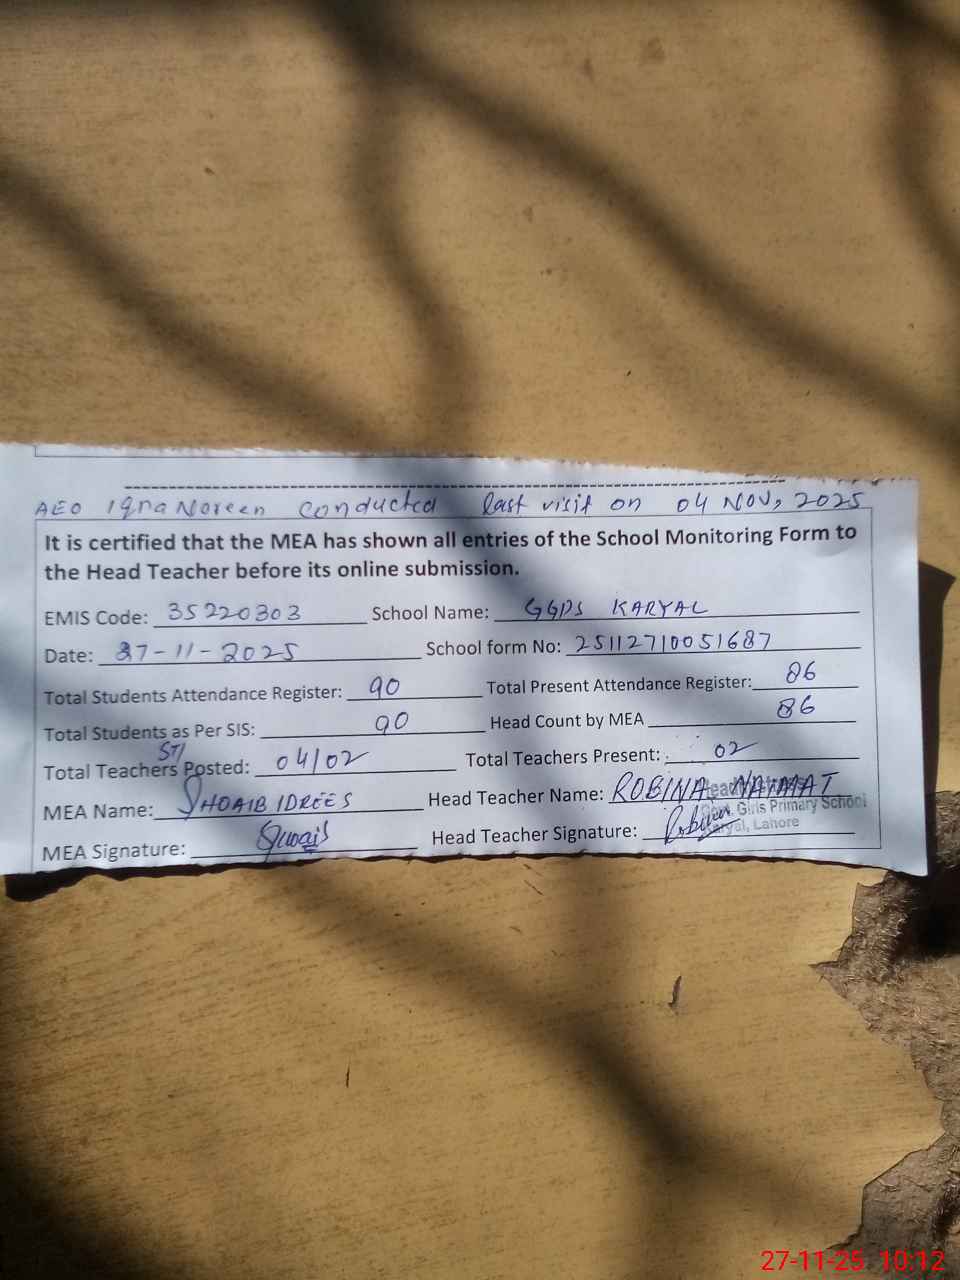 AEO Iqra Noreen conducted last visit on 04 Nov, 2025
It is certified that the MEA has shown all entries of the School Monitoring Form to
the Head Teacher before its online submission.
EMIS Code: 35220303 School Name: GGPS KARYAL
Date: 27-11-2025 School form No: 25112710051687
Total Students Attendance Register: 90 Total Present Attendance Register: 86
Total Students as Per SIS: 90 Head Count by MEA 86
STI
Total Teachers Posted: 04/02 Total Teachers Present: 02
MEA Name: SHOAIB IDREES Head Teacher Name: ROBINA
Govt. Girls Primary School
Karyal, Lahore
MEA Signature: Head Teacher Signature:
27-11-25 10:12